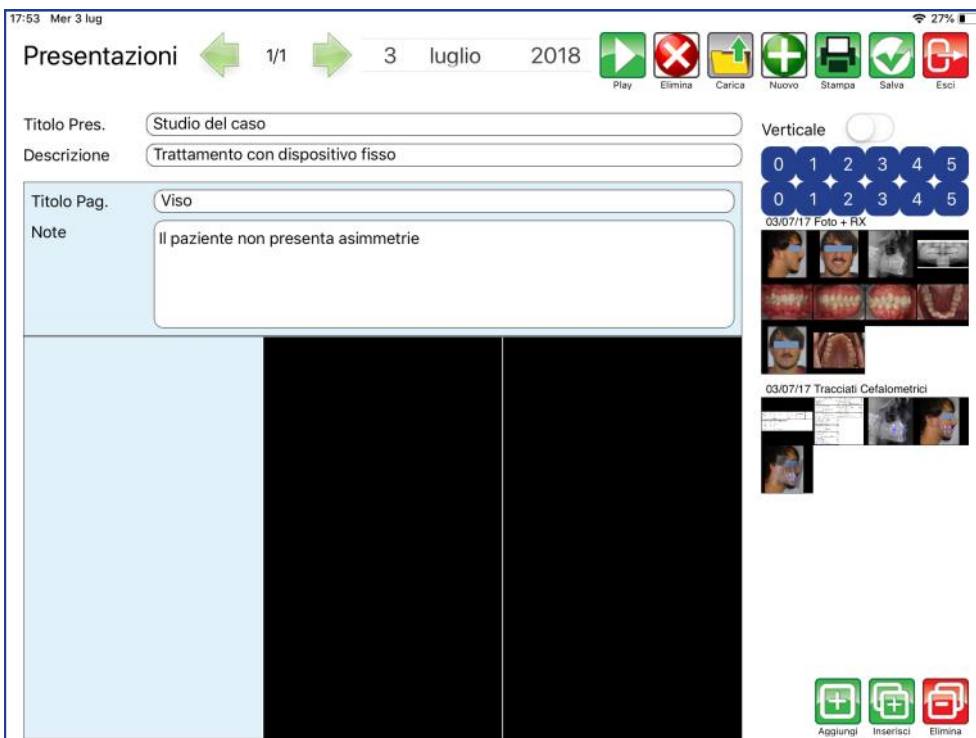 17:53 Mer 3 lug 27%
Presentazioni 1/1 3 luglio 2018
Play Elimina Carica Nuovo Stampa Salva Esci
Titolo Pres. Studio del caso
Descrizione Trattamento con dispositivo fisso
Titolo Pag. Viso
Note Il paziente non presenta asimmetrie
Verticale
0 1 2 3 4 5
0 1 2 3 4 5
03/07/17 Foto + RX
03/07/17 Tracciati Cefalometrici
Aggiungi Inserisci Elimina